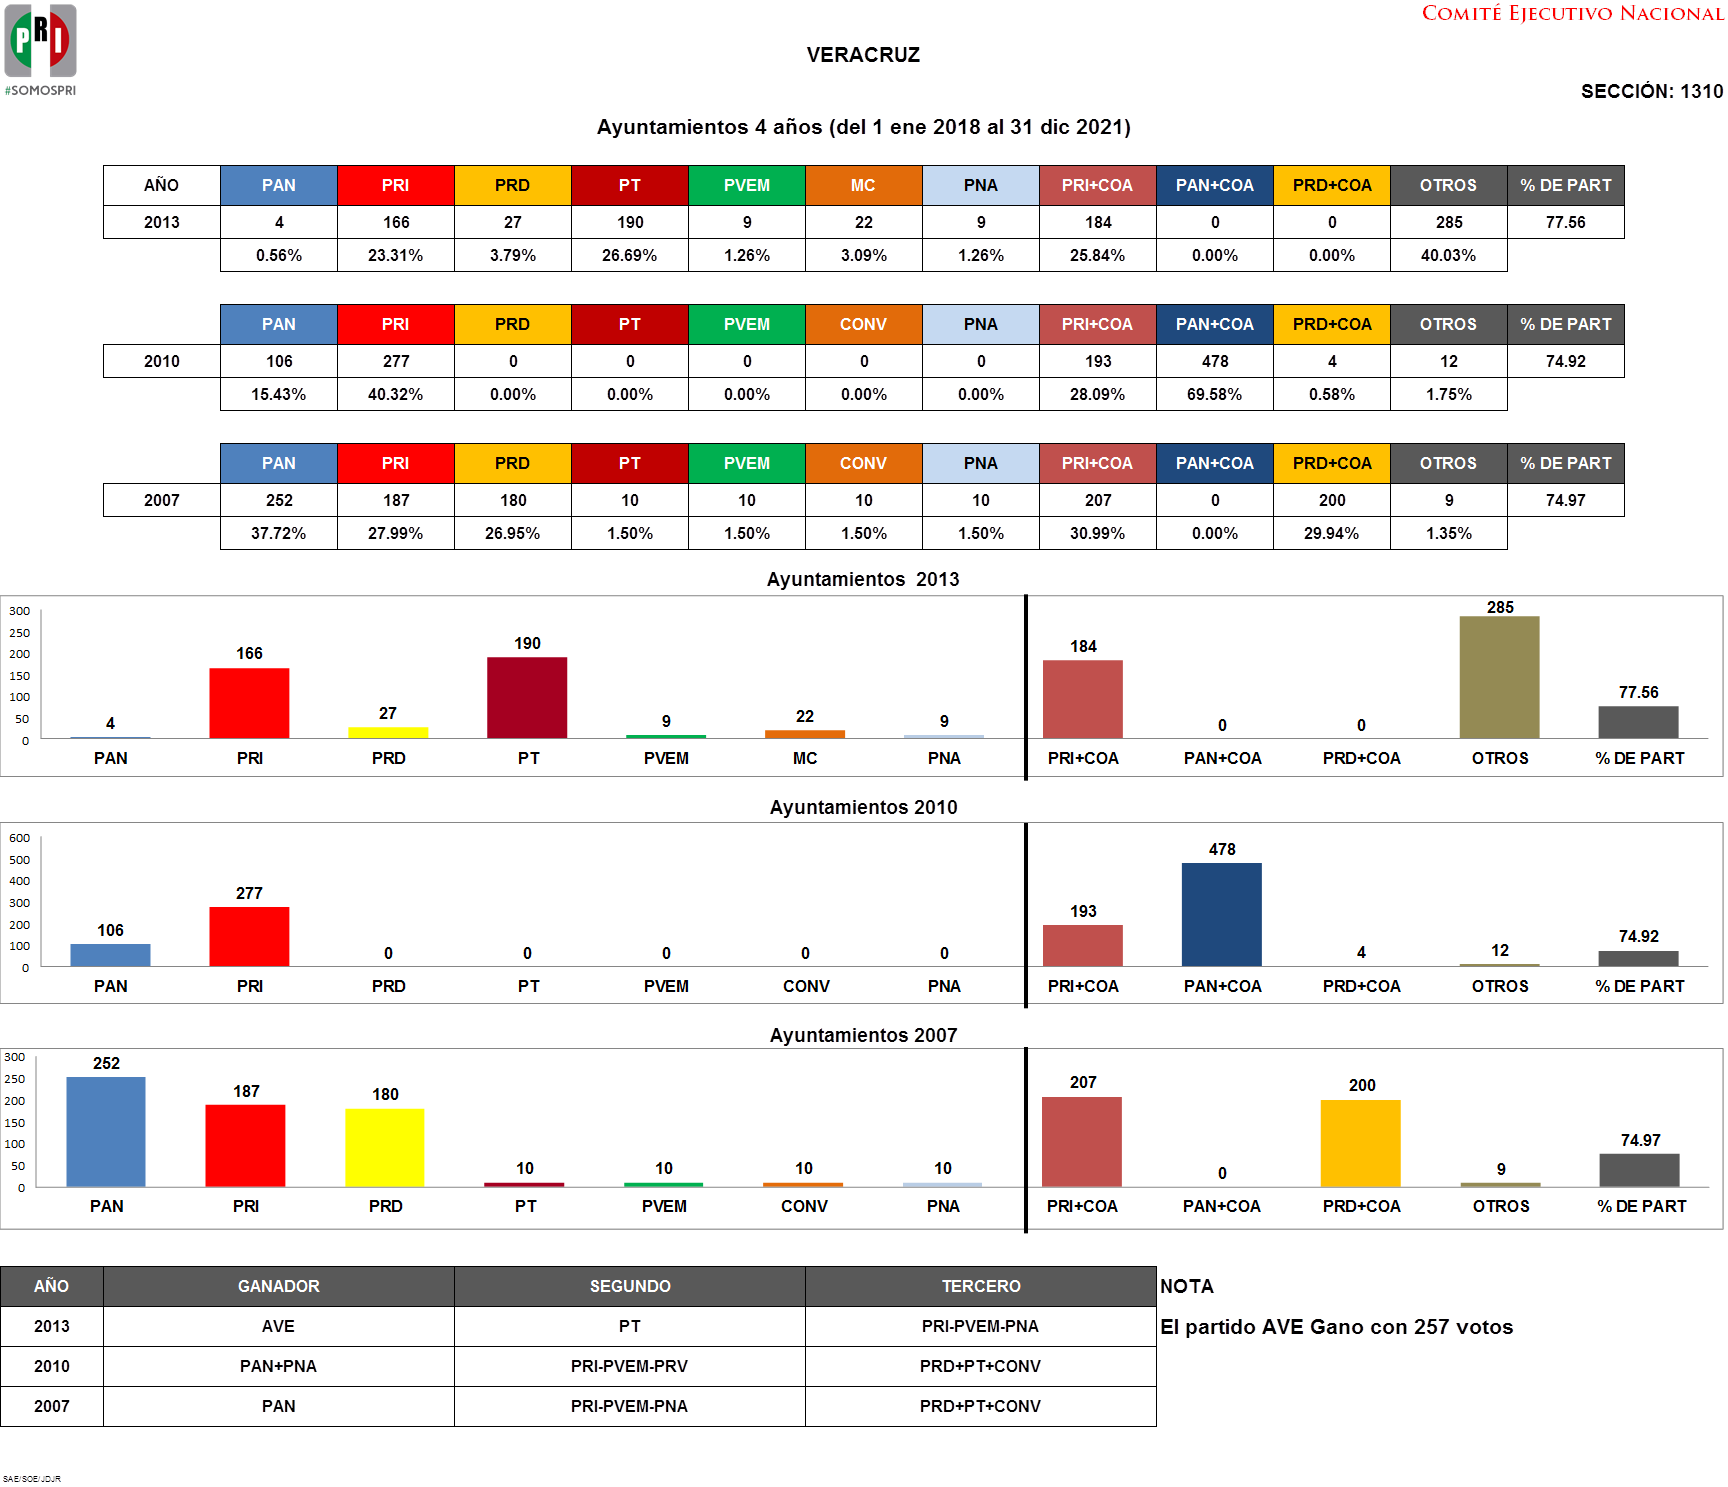 COMITÉ EJECUTIVO NACIONAL
PRI
#SOMOSPRI
VERACRUZ
SECCIÓN: 1310
Ayuntamientos 4 años (del 1 ene 2018 al 31 dic 2021)
AÑO PAN PRI PRD PT PVEM MC PNA PRI+COA PAN+COA PRD+COA OTROS % DE PART
2013 4 166 27 190 9 22 9 184 0 0 285 77.56
0.56% 23.31% 3.79% 26.69% 1.26% 3.09% 1.26% 25.84% 0.00% 0.00% 40.03%
PAN PRI PRD PT PVEM CONV PNA PRI+COA PAN+COA PRD+COA OTROS % DE PART
2010 106 277 0 0 0 0 0 193 478 4 12 74.92
15.43% 40.32% 0.00% 0.00% 0.00% 0.00% 0.00% 28.09% 69.58% 0.58% 1.75%
PAN PRI PRD PT PVEM CONV PNA PRI+COA PAN+COA PRD+COA OTROS % DE PART
2007 252 187 180 10 10 10 10 207 0 200 9 74.97
37.72% 27.99% 26.95% 1.50% 1.50% 1.50% 1.50% 30.99% 0.00% 29.94% 1.35%
Ayuntamientos 2013
300
250
200
150
100
50
0
4 166 27 190 9 22 9 184 0 0 285 77.56
PAN PRI PRD PT PVEM MC PNA PRI+COA PAN+COA PRD+COA OTROS % DE PART
Ayuntamientos 2010
600
500
400
300
200
100
0
106 277 0 0 0 0 0 193 478 4 12 74.92
PAN PRI PRD PT PVEM CONV PNA PRI+COA PAN+COA PRD+COA OTROS % DE PART
Ayuntamientos 2007
300
250
200
150
100
50
0
252 187 180 10 10 10 10 207 0 200 9 74.97
PAN PRI PRD PT PVEM CONV PNA PRI+COA PAN+COA PRD+COA OTROS % DE PART
AÑO GANADOR SEGUNDO TERCERO NOTA
2013 AVE PT PRI-PVEM-PNA El partido AVE Gano con 257 votos
2010 PAN+PNA PRI-PVEM-PRV PRD+PT+CONV
2007 PAN PRI-PVEM-PNA PRD+PT+CONV
SAE/SOE/JDJR